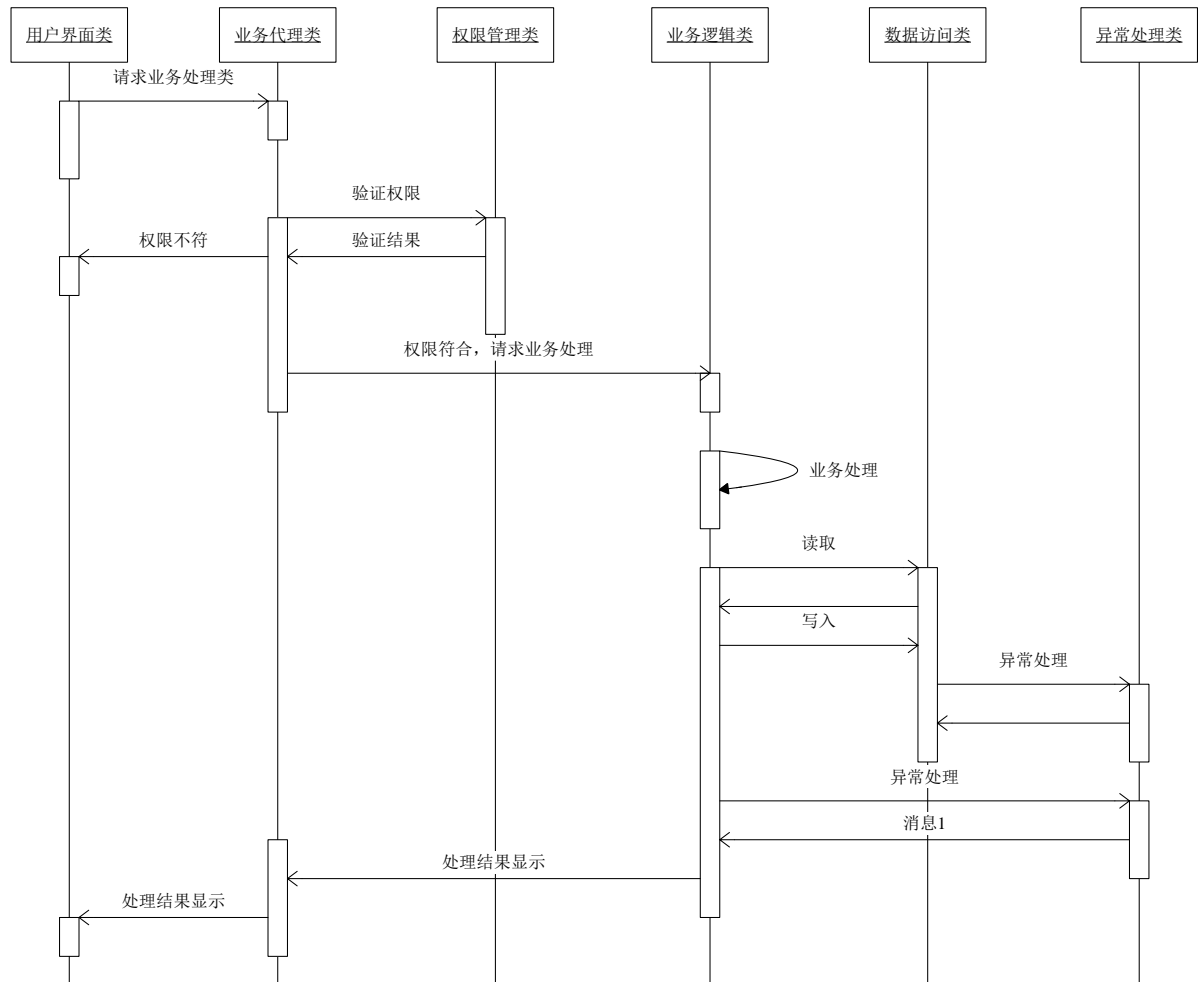 用户界面类
业务代理类
权限管理类
业务逻辑类
数据访问类
异常处理类
请求业务处理类
验证权限
权限不符
验证结果
权限符合，请求业务处理
业务处理
读取
写入
异常处理
异常处理
消息1
处理结果显示
处理结果显示